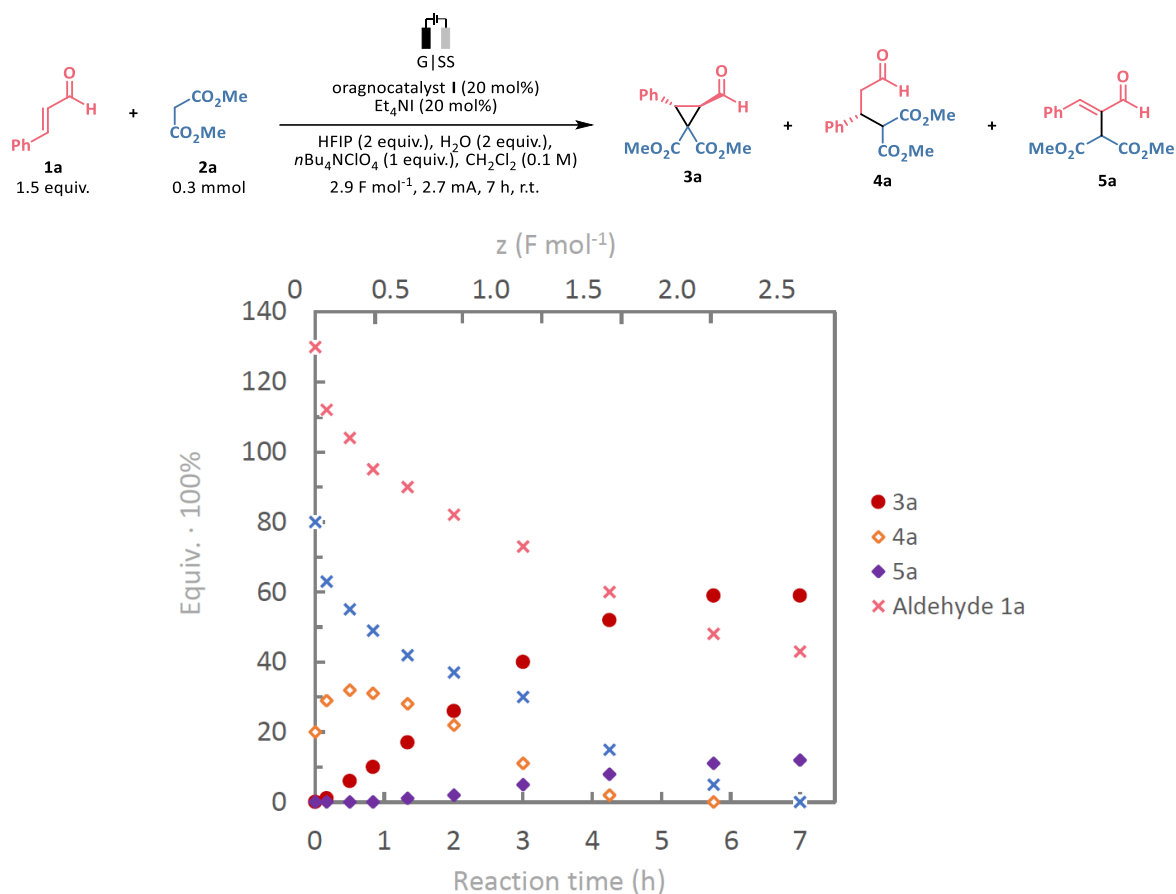 G|SS
oragnocatalyst I (20 mol%)
Et₄NI (20 mol%)
HFIP (2 equiv.), H₂O (2 equiv.),
nBu₄NClO₄ (1 equiv.), CH₂Cl₂ (0.1 M)
2.9 F mol⁻¹, 2.7 mA, 7 h, r.t.
O
H
Ph
1a
1.5 equiv.
+
CO₂Me
CO₂Me
2a
0.3 mmol
Ph
O
H
MeO₂C CO₂Me
3a
+
O
H
Ph
CO₂Me
CO₂Me
4a
+
Ph
O
H
MeO₂C CO₂Me
5a
z (F mol⁻¹)
0 0.5 1.0 1.5 2.0 2.5
140
120
100
80
60
40
20
0
Equiv. · 100%
0 1 2 3 4 5 6 7
Reaction time (h)
3a
4a
5a
Aldehyde 1a